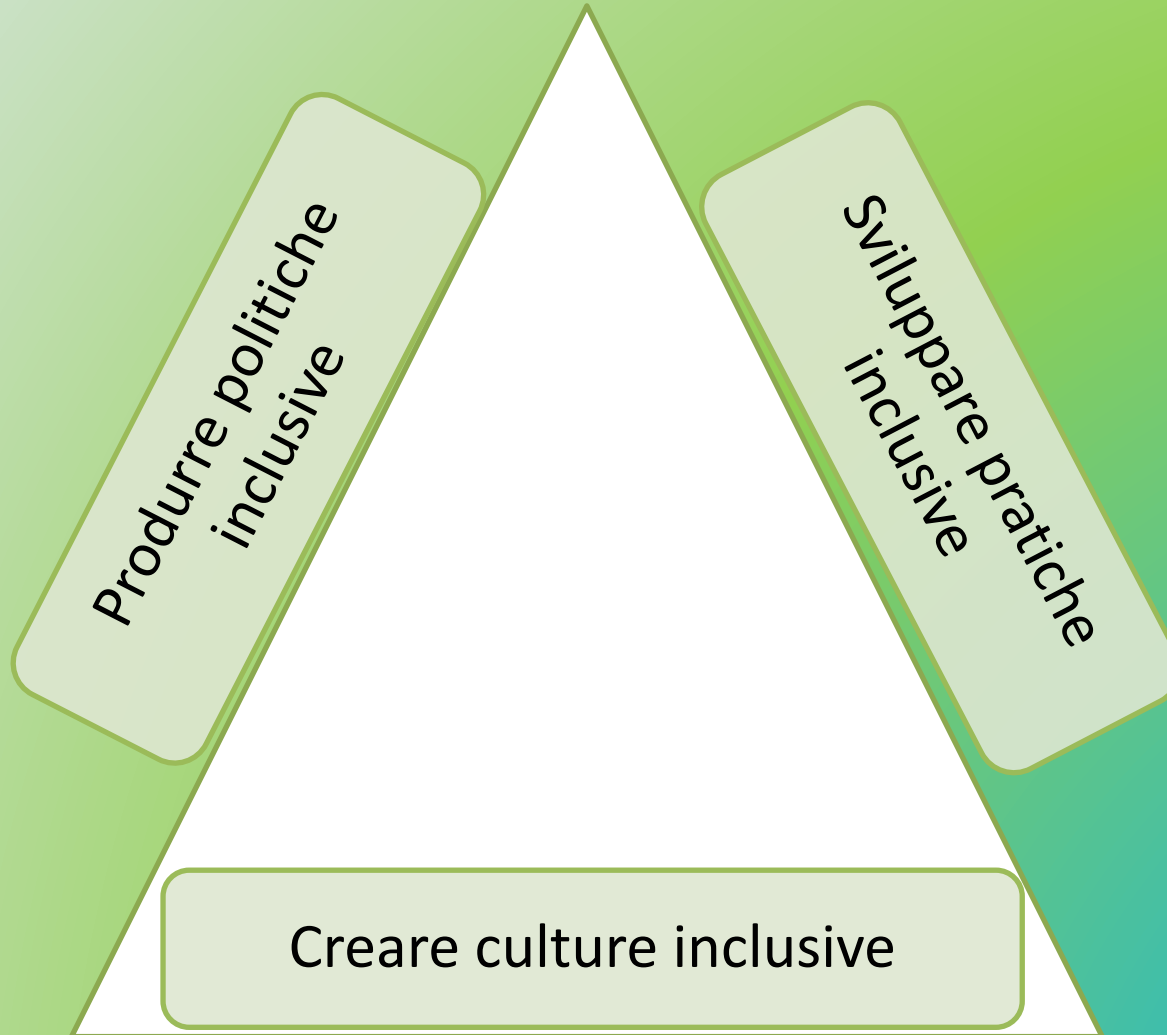 Produrre politiche
inclusive
Sviluppare pratiche
inclusive
Creare culture inclusive